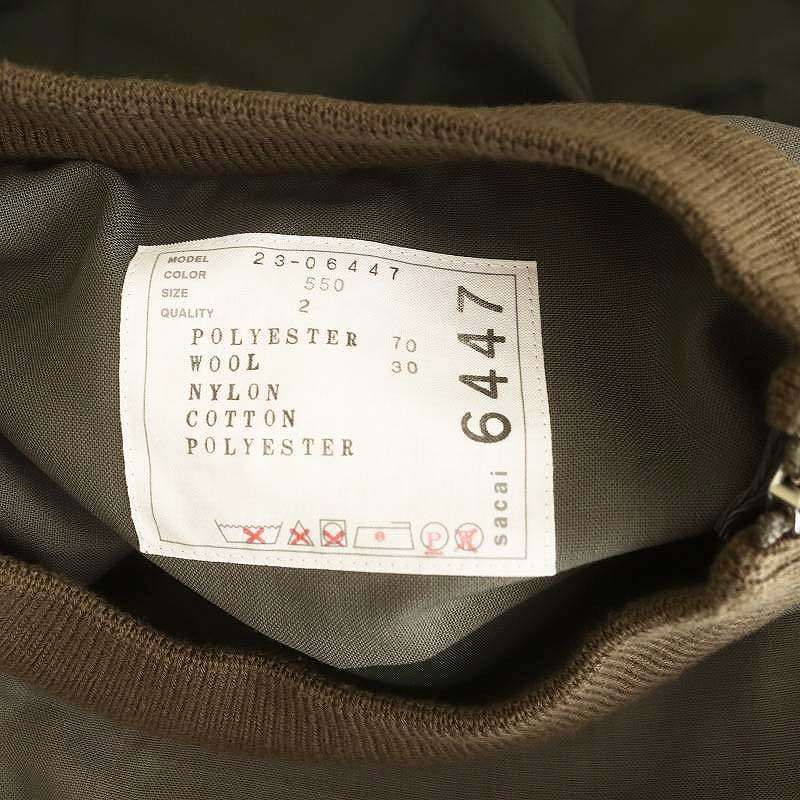 MODEL 23-06447
COLOR 550
SIZE 2
QUALITY
POLYESTER 70
WOOL 30
NYLON
COTTON
POLYESTER
P W
sacai 6447